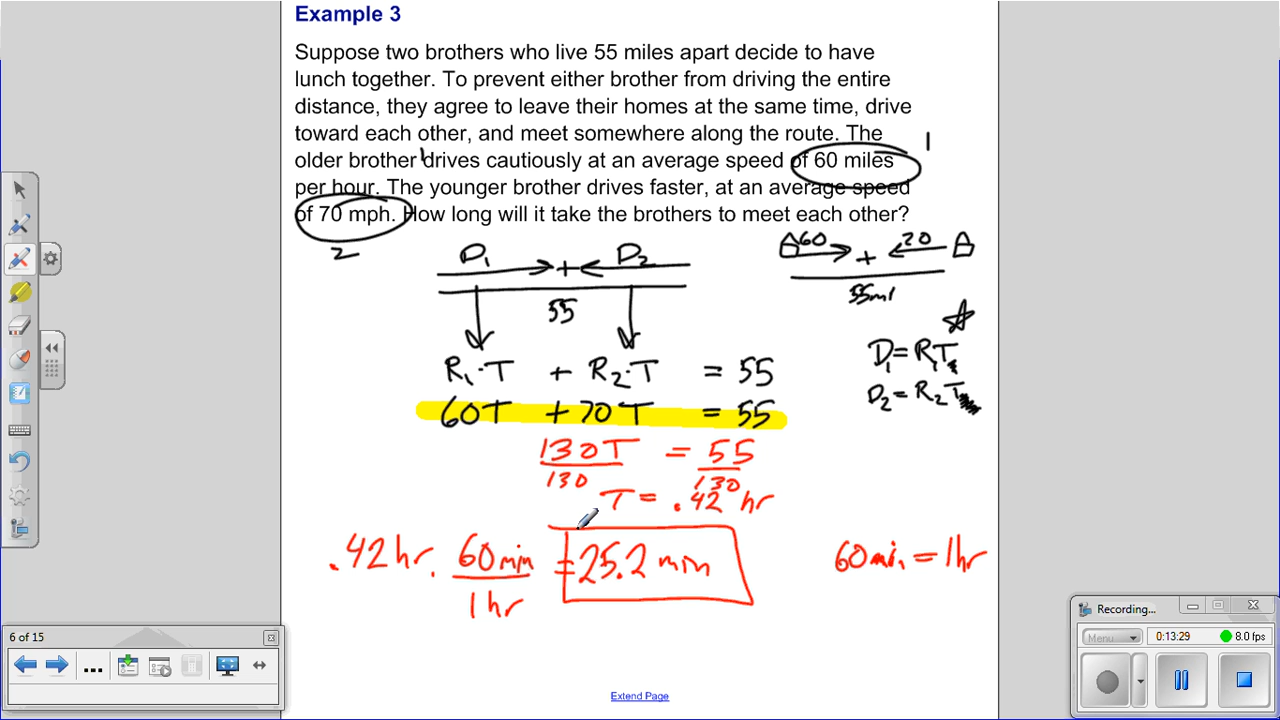 Example 3
Suppose two brothers who live 55 miles apart decide to have
lunch together. To prevent either brother from driving the entire
distance, they agree to leave their homes at the same time, drive
toward each other, and meet somewhere along the route. The
older brother drives cautiously at an average speed of 60 miles
per hour. The younger brother drives faster, at an average speed
of 70 mph. How long will it take the brothers to meet each other?
1
1
2
D₁ + D₂
55
60 + 70
55ml
R₁·T + R₂·T = 55
60T + 70T = 55
D₁ = R₁T
D₂ = R₂T
130T = 55
130 130
T = .42 hr
.42 hr. 60 min = 25.2 min
1 hr
60 min = 1 hr
6 of 15
Extend Page
Recording...
Menu
0:13:29
8.0 fps